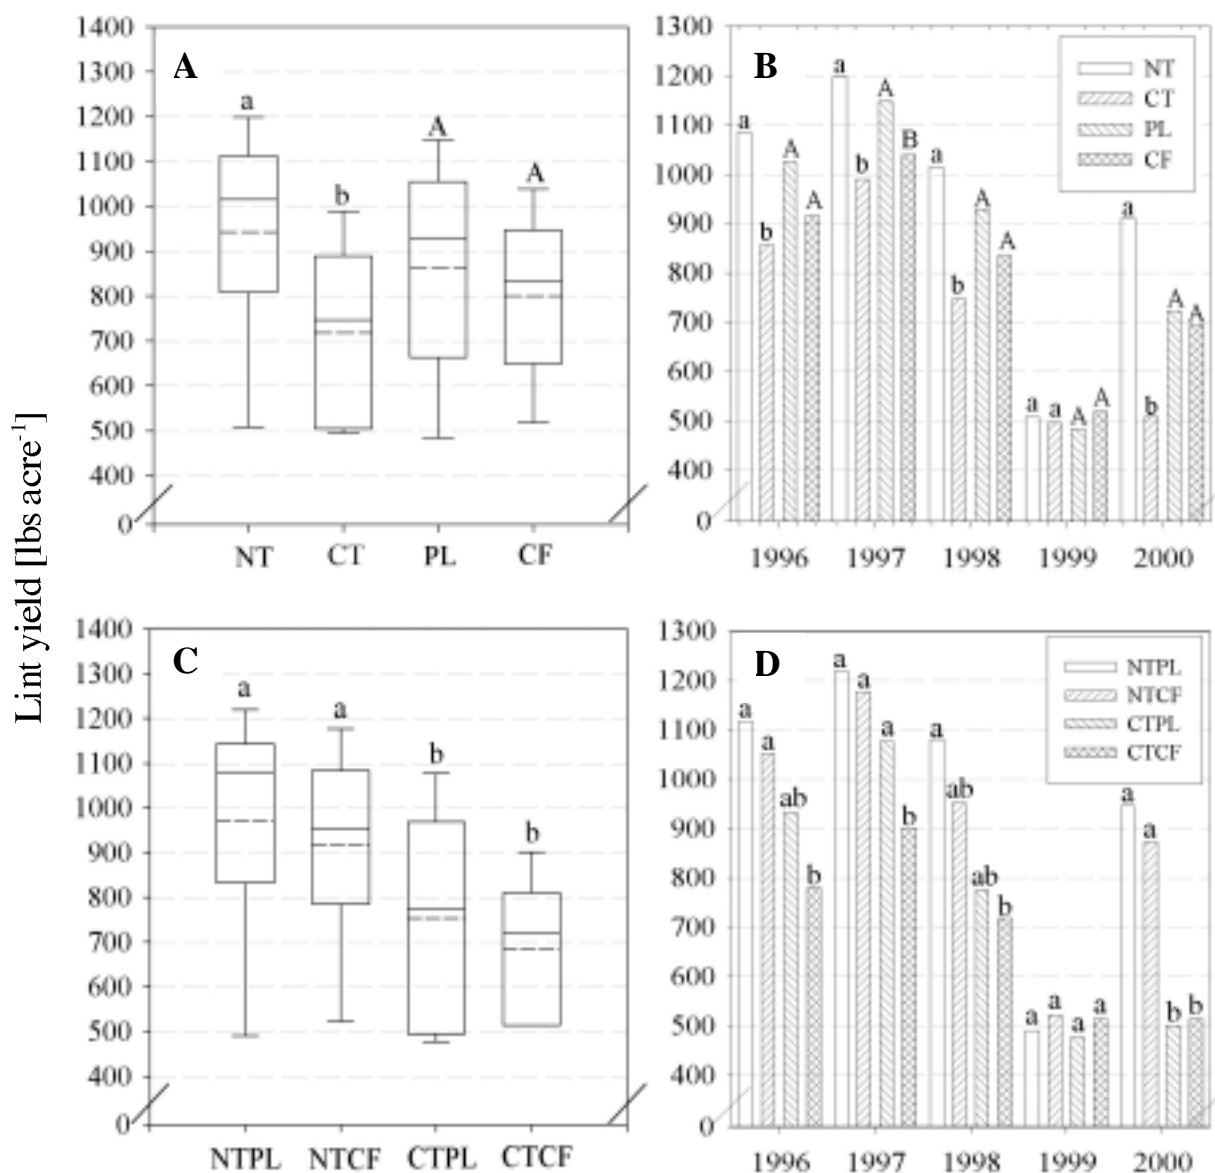 Lint yield [lbs acre-1]
A
1400
1300
1200
1100
1000
900
800
700
600
500
400
0
a
b
A
A
NT
CT
PL
CF
B
1300
1200
1100
1000
900
800
700
600
500
400
0
NT
CT
PL
CF
a
b
A
A
a
b
A
B
a
b
A
A
a
a
A
A
a
b
A
A
1996
1997
1998
1999
2000
C
1400
1300
1200
1100
1000
900
800
700
600
500
400
0
a
a
b
b
NTPL
NTCF
CTPL
CTCF
D
1300
1200
1100
1000
900
800
700
600
500
400
0
NTPL
NTCF
CTPL
CTCF
a
a
ab
b
a
a
a
b
a
ab
ab
b
a
a
a
a
a
a
b
b
1996
1997
1998
1999
2000